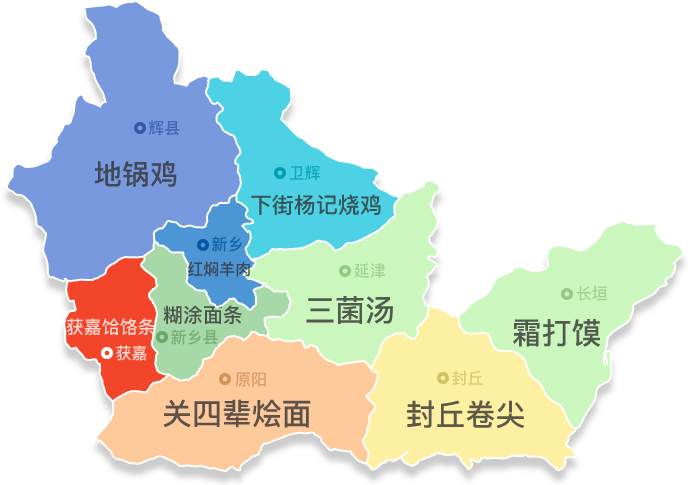 辉县
地锅鸡
卫辉
下街杨记烧鸡
新乡
红焖羊肉
延津
三菌汤
长垣
霜打馍
糊涂面条
新乡县
获嘉饸饹条
获嘉
原阳
关四辈烩面
封丘
封丘卷尖